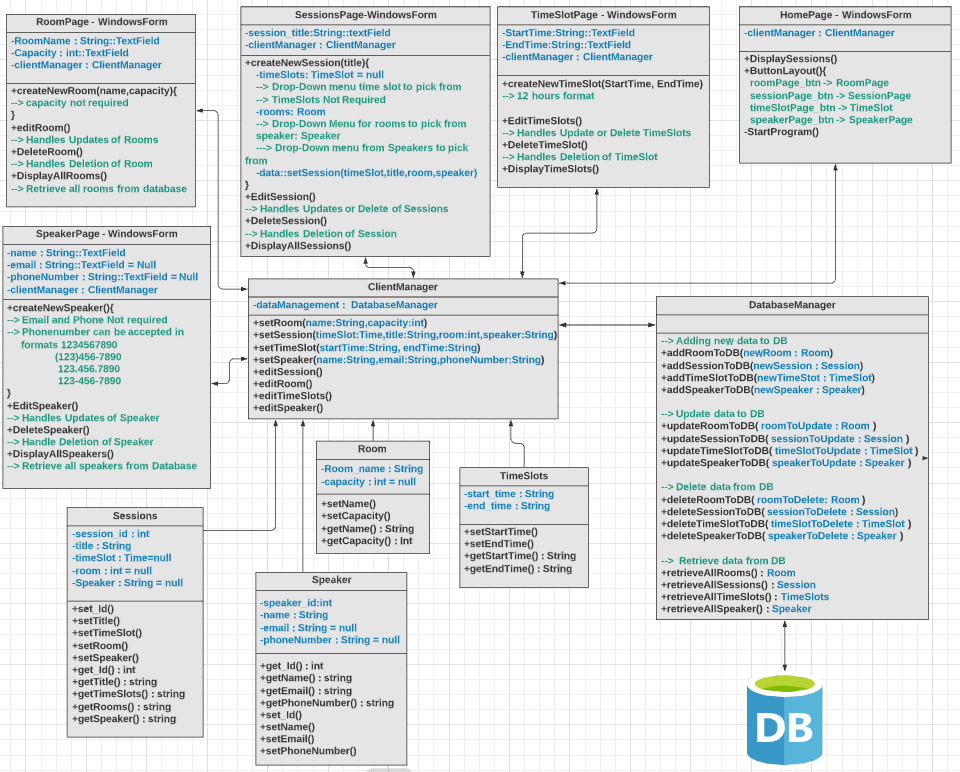 RoomPage - WindowsForm
-RoomName : String::TextField
-Capacity : int::TextField
-clientManager : ClientManager
+createNewRoom(name,capacity){
--> capacity not required
}
+editRoom()
--> Handles Updates of Rooms
+DeleteRoom()
--> Handles Deletion of Room
+DisplayAllRooms()
--> Retrieve all rooms from database
SessionsPage-WindowsForm
-session_title:String::textField
-clientManager : ClientManager
+createNewSession(title){
-timeSlots: TimeSlot = null
--> Drop-Down menu time slot to pick from
--> TimeSlots Not Required
-rooms: Room
--> Drop-Down Menu for rooms to pick from
speaker: Speaker
---> Drop-Down menu from Speakers to pick
from
-data::setSession(timeSlot,title,room,speaker)
}
+EditSession()
--> Handles Updates or Delete of Sessions
+DeleteSession()
--> Handles Deletion of Session
+DisplayAllSessions()
TimeSlotPage - WindowsForm
-StartTime:String::TextField
-EndTime:String::TextField
-clientManager : ClientManager
+createNewTimeSlot(StartTime, EndTime)
--> 12 hours format
+EditTimeSlots()
--> Handles Update or Delete TimeSlots
+DeleteTimeSlot()
--> Handles Deletion of TimeSlot
+DisplayTimeSlots()
HomePage - WindowsForm
-clientManager : ClientManager
+DisplaySessions()
+ButtonLayout(){
roomPage_btn -> RoomPage
sessionPage_btn -> SessionPage
timeSlotPage_btn -> TimeSlot
speakerPage_btn -> SpeakerPage
-StartProgram()
SpeakerPage - WindowsForm
-name : String::TextField
-email : String::TextField = Null
-phoneNumber : String::TextField = Null
-clientManager : ClientManager
+createNewSpeaker(){
--> Email and Phone Not required
--> Phonenumber can be accepted in
formats 1234567890
(123)456-7890
123.456.7890
123-456-7890
}
+EditSpeaker()
--> Handles Updates of Speaker
+DeleteSpeaker()
--> Handle Deletion of Speaker
+DisplayAllSpeakers()
--> Retrieve all speakers from Database
ClientManager
-dataManagement : DatabaseManager
+setRoom(name:String,capacity:int)
+setSession(timeSlot:Time,title:String,room:int,speaker:String)
+setTimeSlot(startTime:String, endTime:String)
+setSpeaker(name:String,email:String,phoneNumber:String)
+editSession()
+editRoom()
+editTimeSlots()
+editSpeaker()
DatabaseManager
--> Adding new data to DB
+addRoomToDB(newRoom : Room)
+addSessionToDB(newSession : Session)
+addTimeSlotToDB(newTimeStot : TimeSlot)
+addSpeakerToDB(newSpeaker : Speaker)
--> Update data to DB
+updateRoomToDB( roomToUpdate : Room )
+updateSessionToDB( sessionToUpdate : Session )
+updateTimeSlotToDB( timeSlotToUpdate : TimeSlot )
+updateSpeakerToDB( speakerToUpdate : Speaker )
--> Delete data from DB
+deleteRoomToDB( roomToDelete: Room )
+deleteSessionToDB( sessionToDelete : Session)
+deleteTimeSlotToDB( timeSlotToDelete : TimeSlot )
+deleteSpeakerToDB( speakerToDelete : Speaker )
--> Retrieve data from DB
+retrieveAllRooms() : Room
+retrieveAllSessions() : Session
+retrieveAllTimeSlots() : TimeSlots
+retrieveAllSpeaker() : Speaker
Room
-Room_name : String
-capacity : int = null
+setName()
+setCapacity()
+getName() : String
+getCapacity() : Int
TimeSlots
-start_time : String
-end_time : String
+setStartTime()
+setEndTime()
+getStartTime() : String
+getEndTime() : String
Sessions
-session_id : int
-title : String
-timeSlot : Time=null
-room : int = null
-Speaker : String = null
+set_Id()
+setTitle()
+setTimeSlot()
+setRoom()
+setSpeaker()
+get_Id() : int
+getTitle() : string
+getTimeSlots() : string
+getRooms() : string
+getSpeaker() : string
Speaker
-speaker_id:int
-name : String
-email : String = null
-phoneNumber : String = null
+get_Id() : int
+getName() : string
+getEmail() : string
+getPhoneNumber() : string
+set_Id()
+setName()
+setEmail()
+setPhoneNumber()
DB